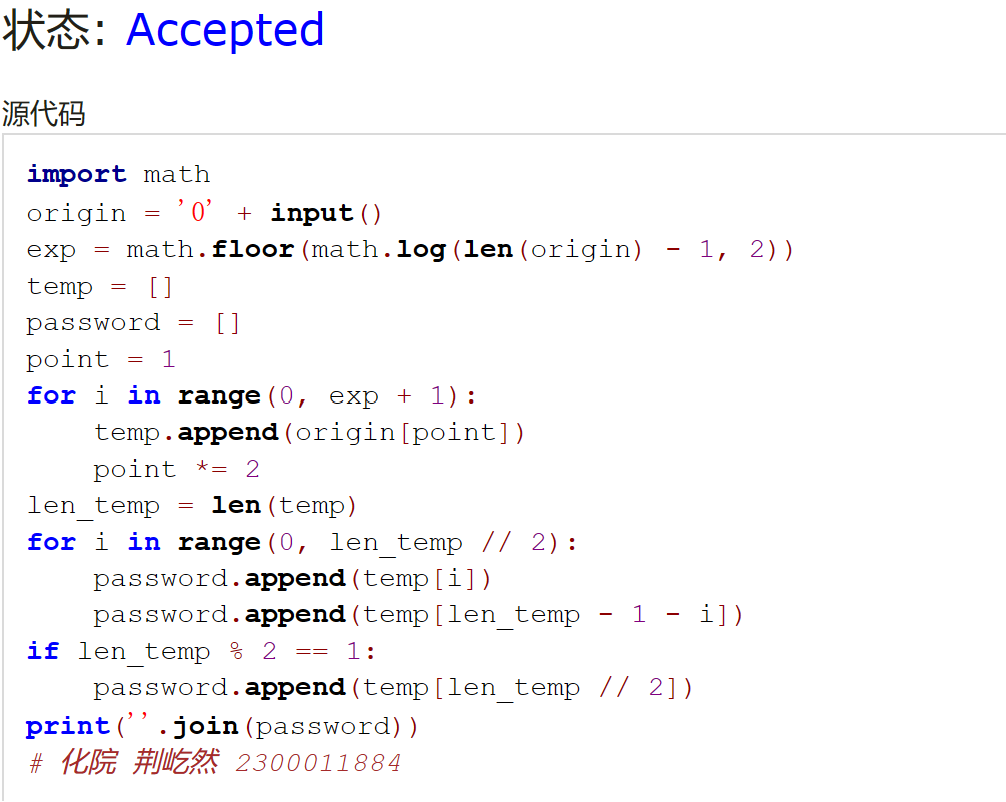 状态: Accepted
源代码
import math
origin = '0' + input()
exp = math.floor(math.log(len(origin) - 1, 2))
temp = []
password = []
point = 1
for i in range(0, exp + 1):
    temp.append(origin[point])
    point *= 2
len_temp = len(temp)
for i in range(0, len_temp // 2):
    password.append(temp[i])
    password.append(temp[len_temp - 1 - i])
if len_temp % 2 == 1:
    password.append(temp[len_temp // 2])
print(''.join(password))
# 化院 荆屹然 2300011884